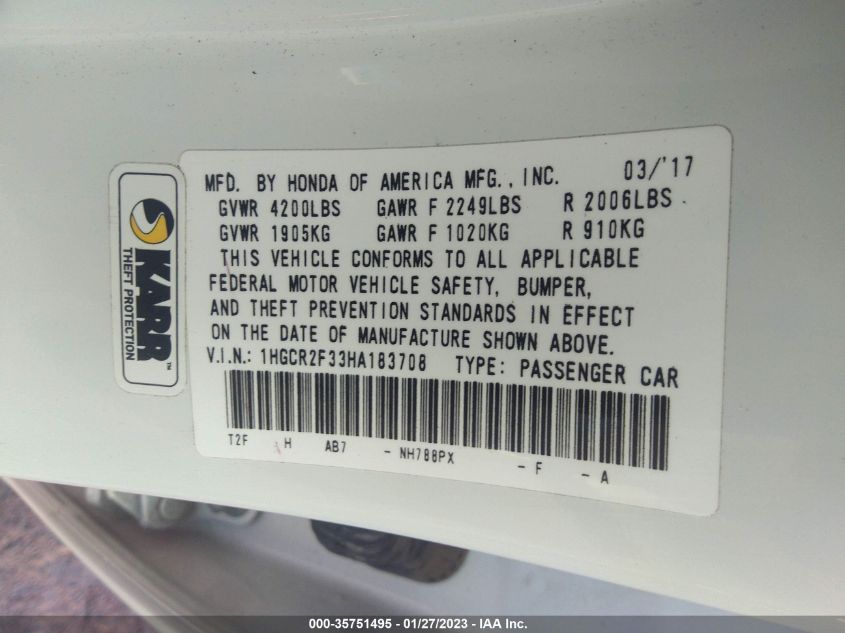 MFD. BY HONDA OF AMERICA MFG., INC. 03/'17
GVWR 4200LBS GAWR F 2249LBS R 2006LBS
GVWR 1905KG GAWR F 1020KG R 910KG
THIS VEHICLE CONFORMS TO ALL APPLICABLE
FEDERAL MOTOR VEHICLE SAFETY, BUMPER,
AND THEFT PREVENTION STANDARDS IN EFFECT
ON THE DATE OF MANUFACTURE SHOWN ABOVE.
V.I.N.: 1HGCR2F33HA183708 TYPE: PASSENGER CAR
T2F H AB7 - NH788PX - F - A
KARR™
THEFT PROTECTION
000-35751495 - 01/27/2023 - IAA Inc.